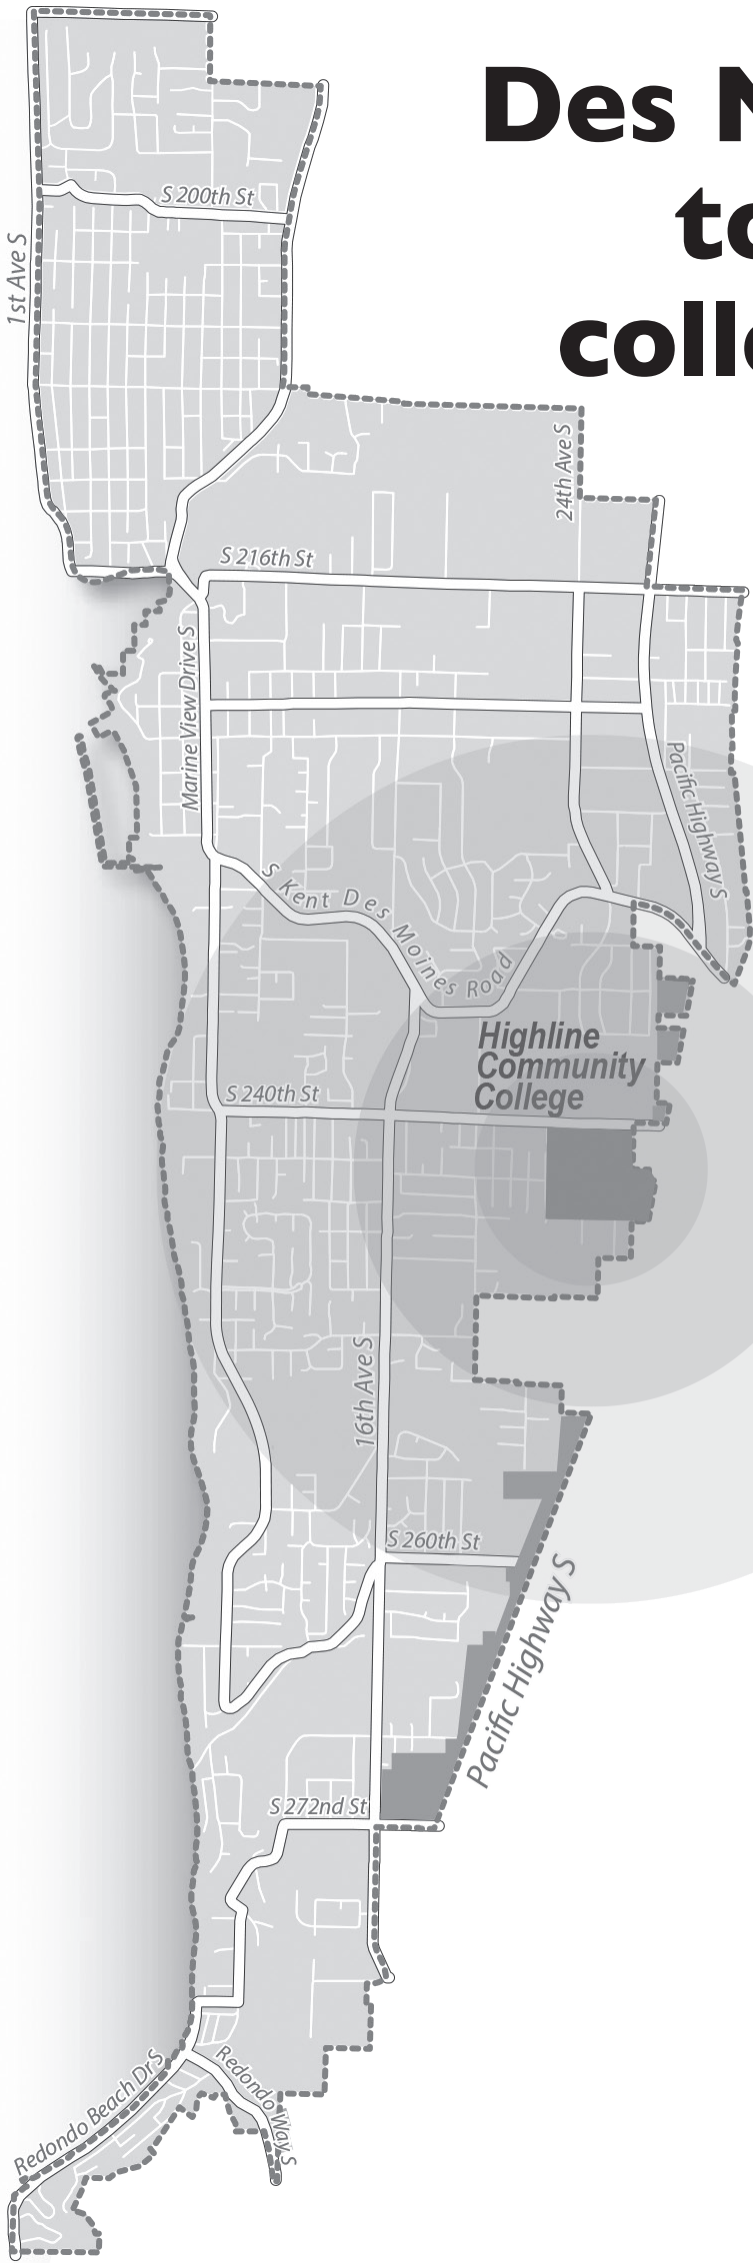 Des
to
colle
S 200th St
1st Ave S
24th Ave S
S 216th St
Marine View Drive S
Pacific Highway S
S Kent Des Moines Road
Highline
Community
College
S 240th St
16th Ave S
S 260th St
Pacific Highway S
S 272nd St
Redondo Beach Dr S
Redondo Way S